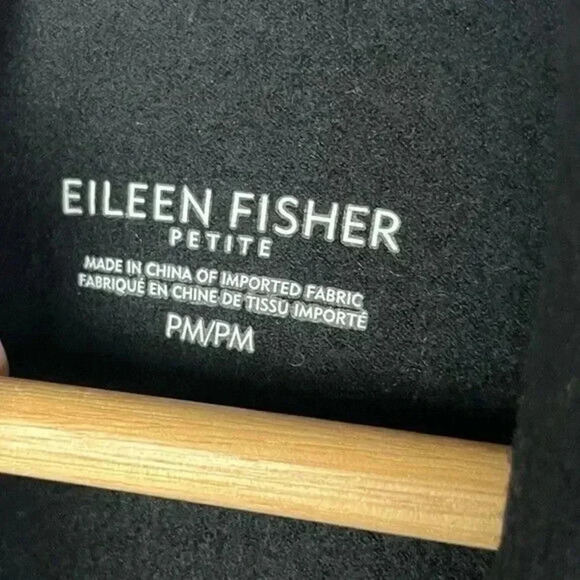 EILEEN FISHER
PETITE
MADE IN CHINA OF IMPORTED FABRIC
FABRIQUÉ EN CHINE DE TISSU IMPORTÉ
PM/PM